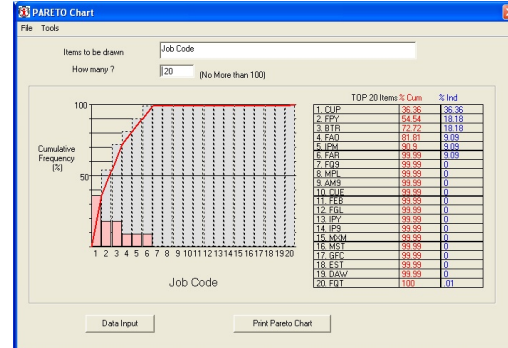 PARETO Chart
File Tools
Items to be drawn Job Code
How many ? 20 (No More than 100)
TOP 20 Items % Cum % Ind
1. CUP 36.36 36.36
2. FPY 54.54 18.18
3. BTR 72.72 18.18
4. FAO 81.81 9.09
5. IPM 90.9 9.09
6. FAR 99.99 9.09
7. FQ9 99.99 0
8. MPL 99.99 0
9. AM9 99.99 0
10. CUE 99.99 0
11. FEB 99.99 0
12. FGL 99.99 0
13. IPY 99.99 0
14. IP9 99.99 0
15. MXM 99.99 0
16. MST 99.99 0
17. GFC 99.99 0
18. EST 99.99 0
19. DAW 99.99 0
20. FQT 100 .01
100
Cumulative
Frequency
(%)
50
1 2 3 4 5 6 7 8 9 10 11 12 13 14 15 16 17 18 19 20
Job Code
Data Input Print Pareto Chart